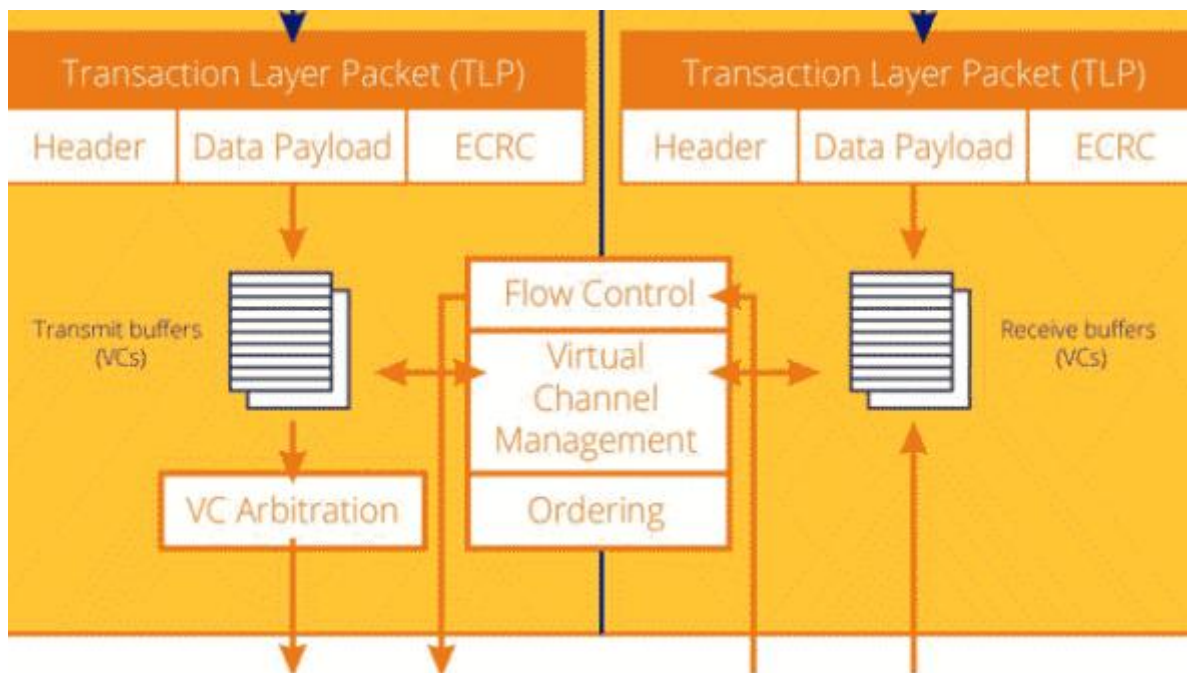 Transaction Layer Packet (TLP)
Header
Data Payload
ECRC
Transaction Layer Packet (TLP)
Header
Data Payload
ECRC
Transmit buffers
(VCs)
Flow Control
Virtual
Channel
Management
Ordering
Receive buffers
(VCs)
VC Arbitration